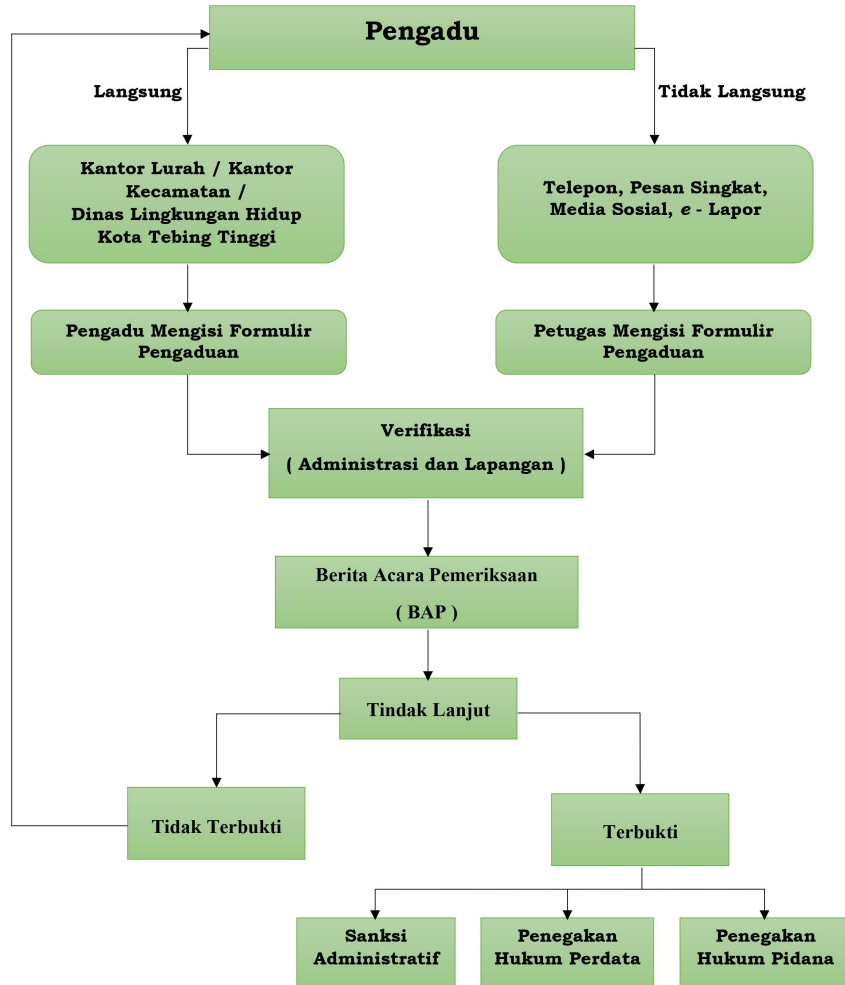 Pengadu
Langsung
Tidak Langsung
Kantor Lurah / Kantor
Kecamatan /
Dinas Lingkungan Hidup
Kota Tebing Tinggi
Telepon, Pesan Singkat,
Media Sosial, e - Lapor
Pengadu Mengisi Formulir
Pengaduan
Petugas Mengisi Formulir
Pengaduan
Verifikasi
( Administrasi dan Lapangan )
Berita Acara Pemeriksaan
( BAP )
Tindak Lanjut
Tidak Terbukti
Terbukti
Sanksi
Administratif
Penegakan
Hukum Perdata
Penegakan
Hukum Pidana